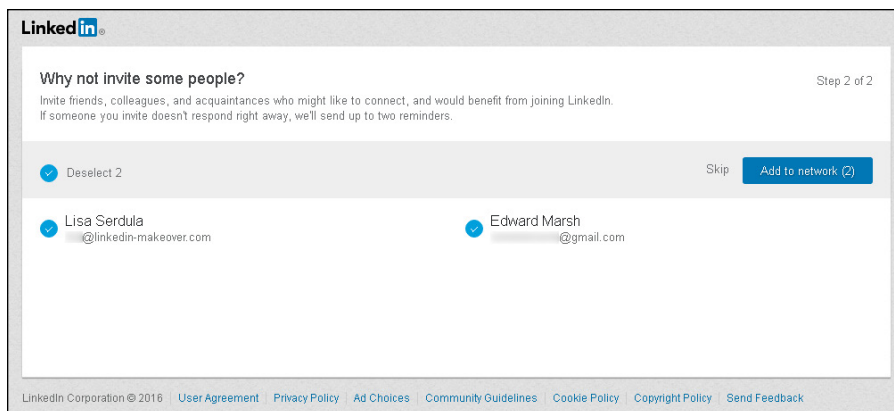 Linked in®
Why not invite some people?
Step 2 of 2
Invite friends, colleagues, and acquaintances who might like to connect, and would benefit from joining LinkedIn.
If someone you invite doesn't respond right away, we'll send up to two reminders.
Deselect 2
Skip
Add to network (2)
Lisa Serdula
@linkedin-makeover.com
Edward Marsh
@gmail.com
LinkedIn Corporation © 2016 | User Agreement | Privacy Policy | Ad Choices | Community Guidelines | Cookie Policy | Copyright Policy | Send Feedback